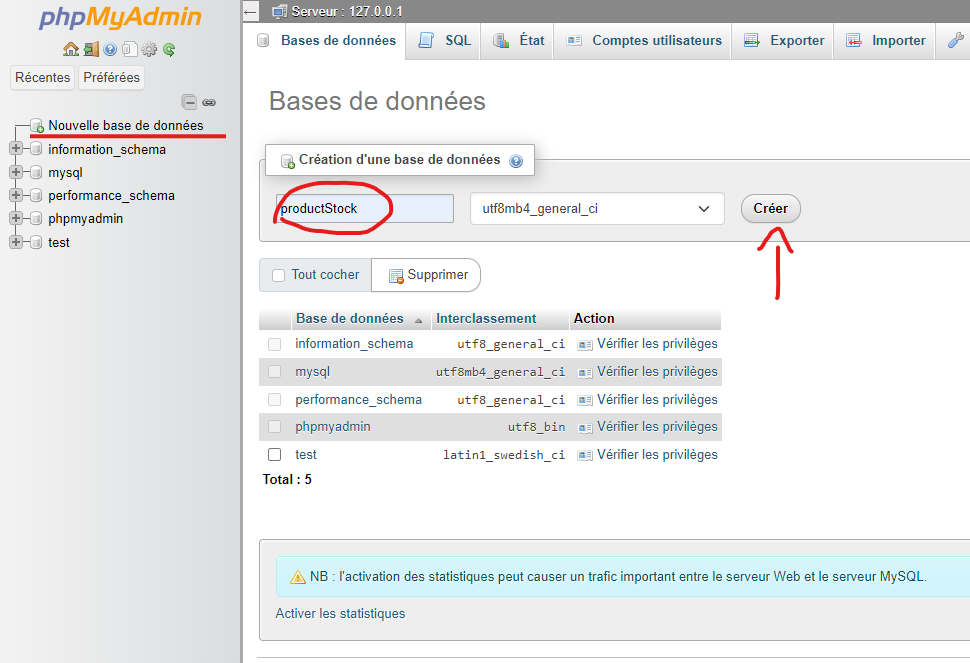 phpMyAdmin
Récentes Préférées
Nouvelle base de données
information_schema
mysql
performance_schema
phpmyadmin
test
Serveur : 127.0.0.1
Bases de données SQL État Comptes utilisateurs Exporter Importer
Bases de données
Création d'une base de données
productStock utf8mb4_general_ci Créer
Tout cocher Supprimer
Base de données Interclassement Action
information_schema utf8_general_ci Vérifier les privilèges
mysql utf8mb4_general_ci Vérifier les privilèges
performance_schema utf8_general_ci Vérifier les privilèges
phpmyadmin utf8_bin Vérifier les privilèges
test latin1_swedish_ci Vérifier les privilèges
Total : 5
NB : l'activation des statistiques peut causer un trafic important entre le serveur Web et le serveur MySQL.
Activer les statistiques